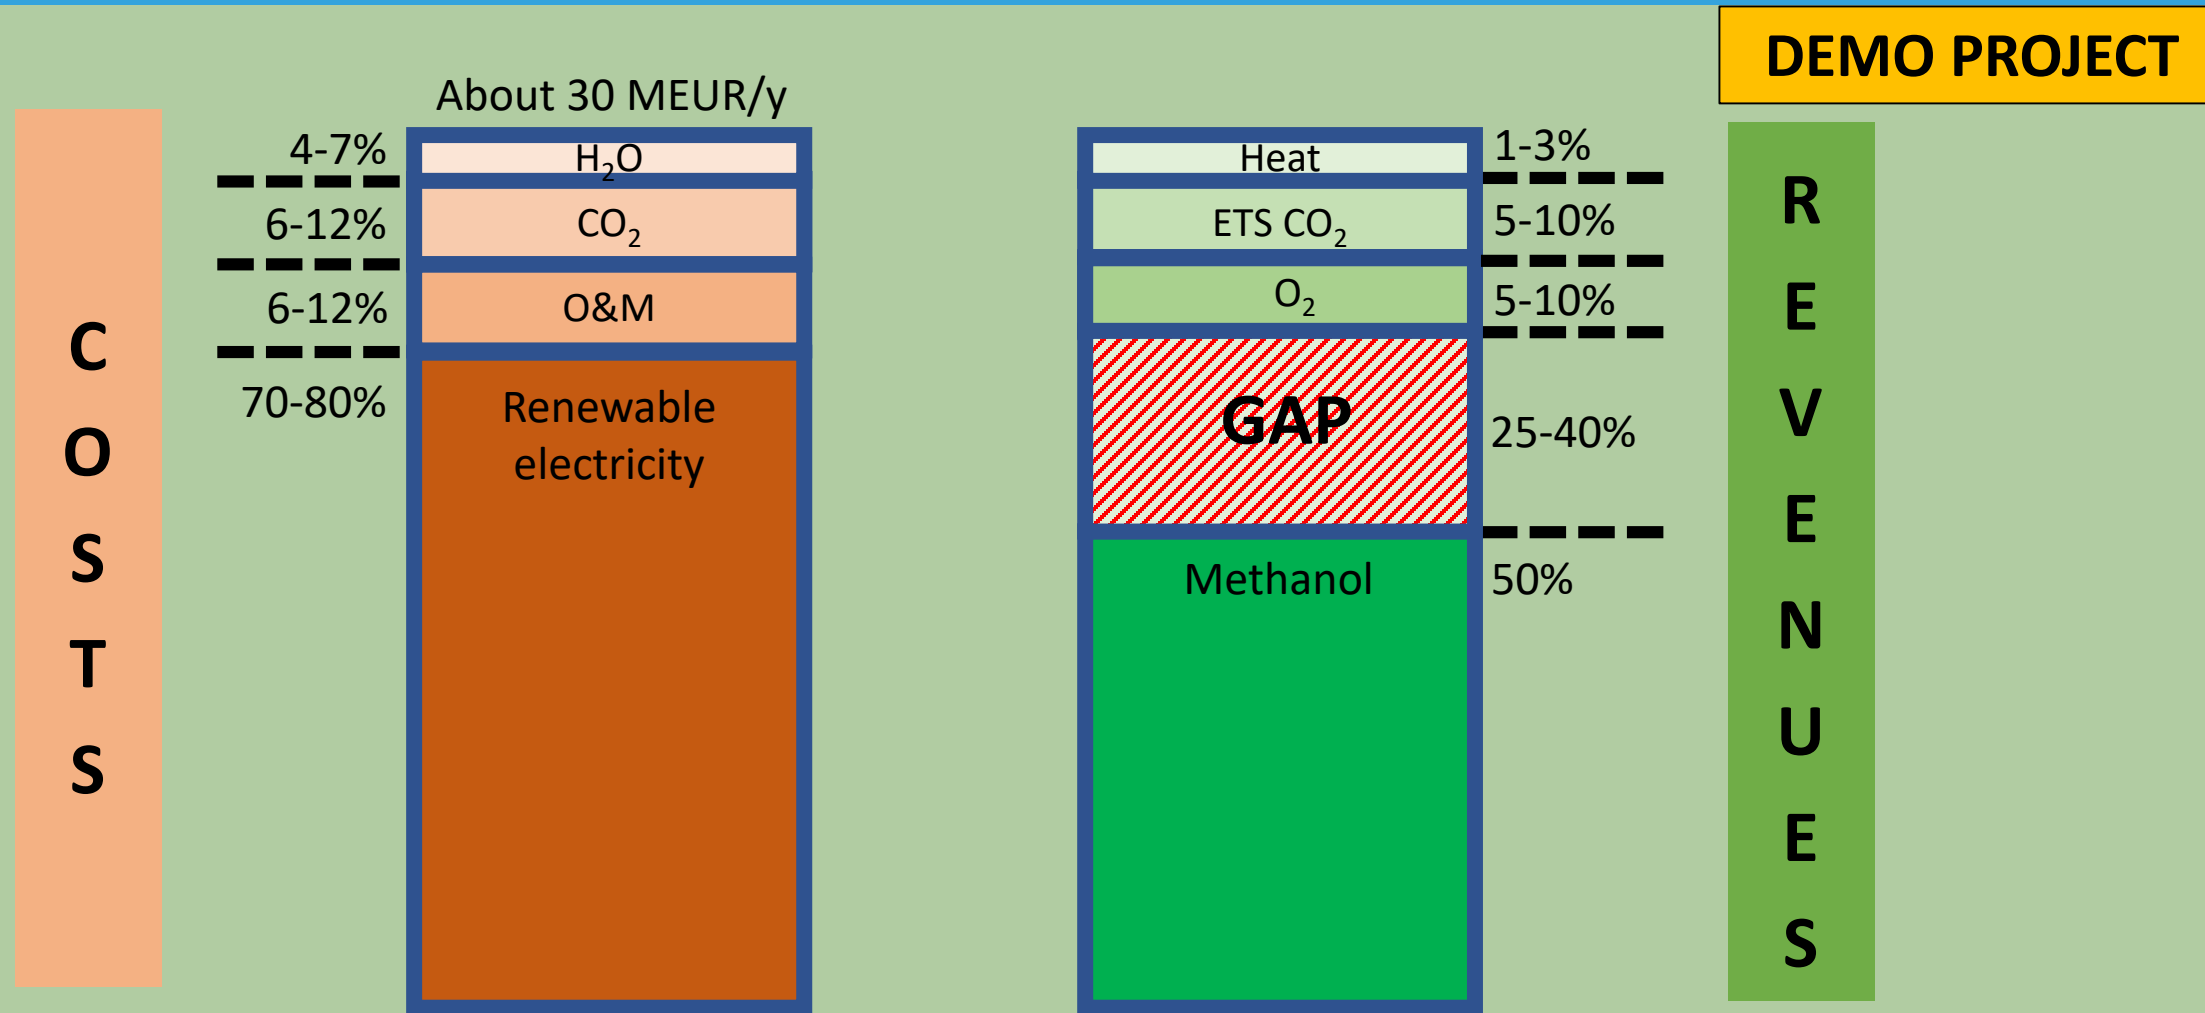 DEMO PROJECT
COSTS
About 30 MEUR/y
4-7%
H₂O
6-12%
CO₂
6-12%
O&M
70-80%
Renewable
electricity
Heat
1-3%
ETS CO₂
5-10%
O₂
5-10%
GAP
25-40%
Methanol
50%
REVENUES